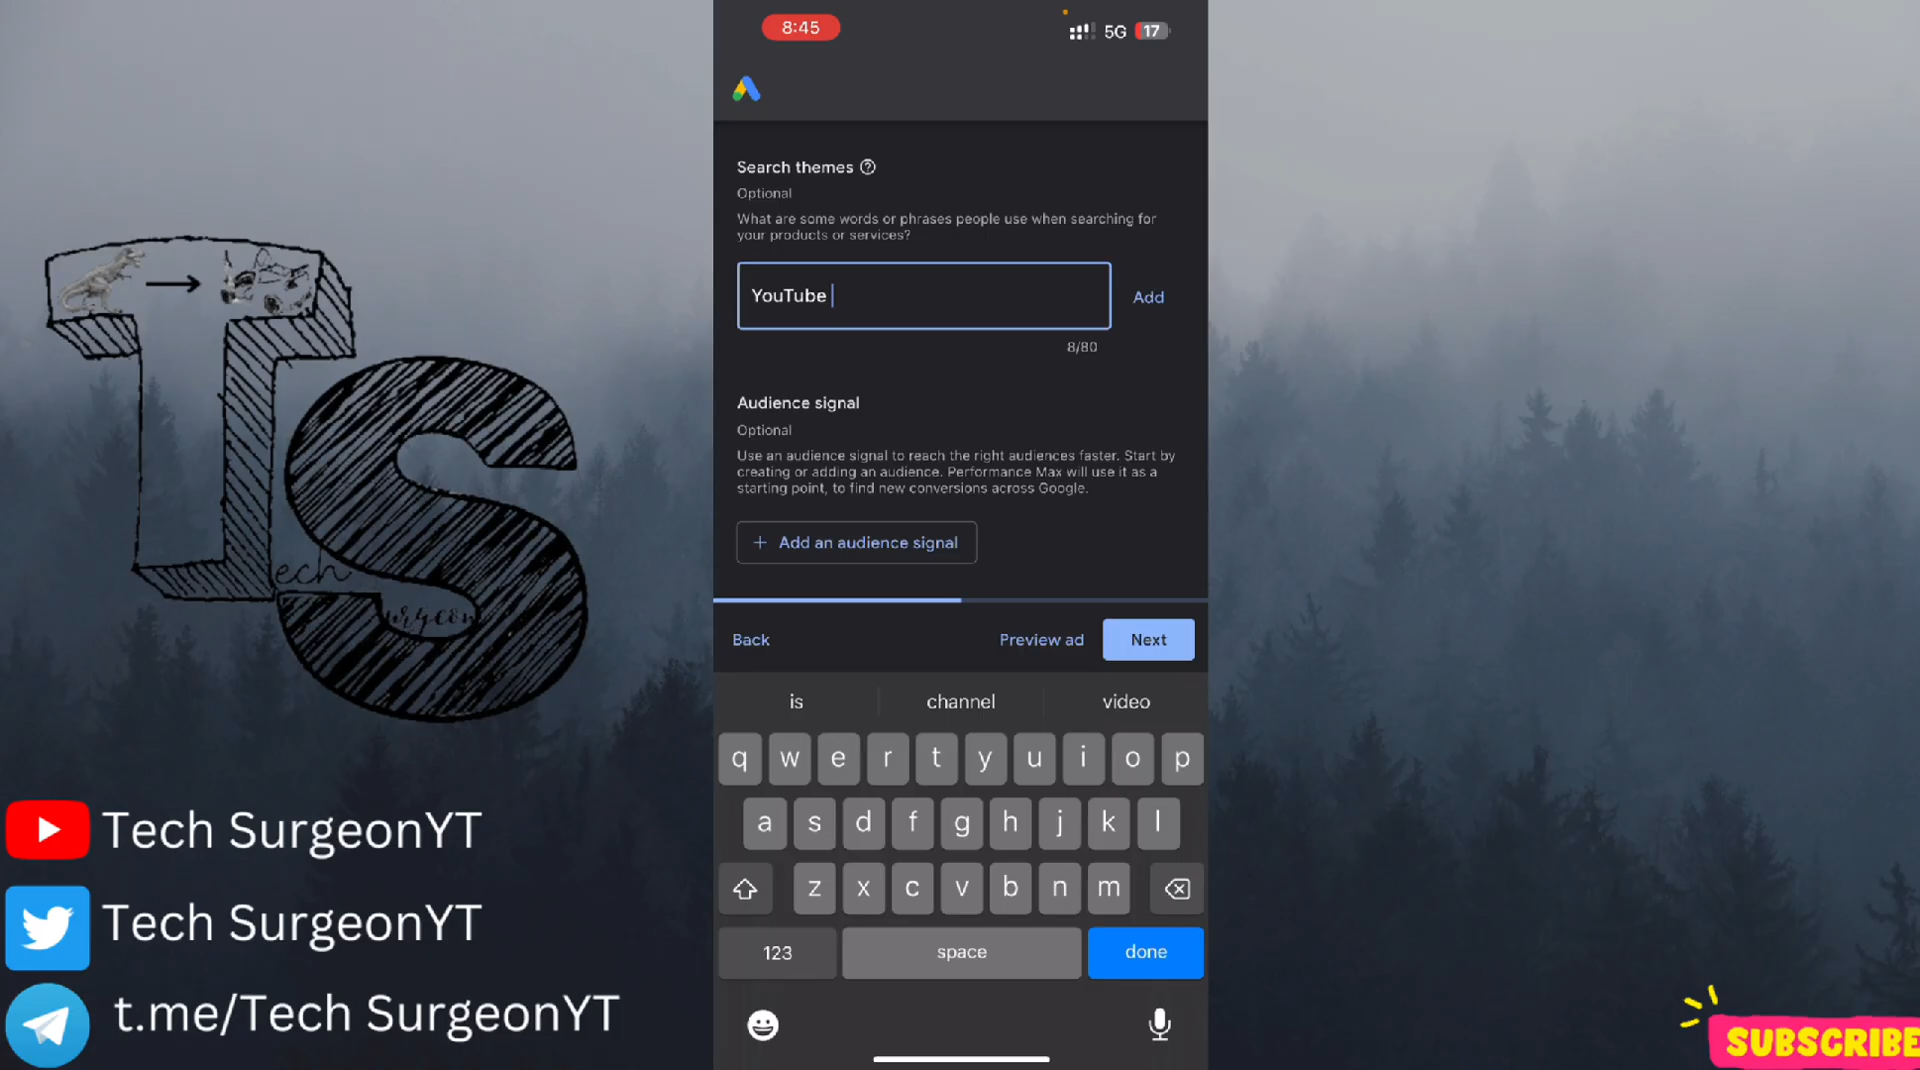 8:45
5G 17
Search themes
Optional
What are some words or phrases people use when searching for
your products or services?
YouTube
Add
8/80
Audience signal
Optional
Use an audience signal to reach the right audiences faster. Start by
creating or adding an audience. Performance Max will use it as a
starting point, to find new conversions across Google.
+ Add an audience signal
Back
Preview ad
Next
is
channel
video
q w e r t y u i o p
a s d f g h j k l
z x c v b n m
123
space
done
TS
ech
urgeon
Tech SurgeonYT
Tech SurgeonYT
t.me/Tech SurgeonYT
SUBSCRIBE